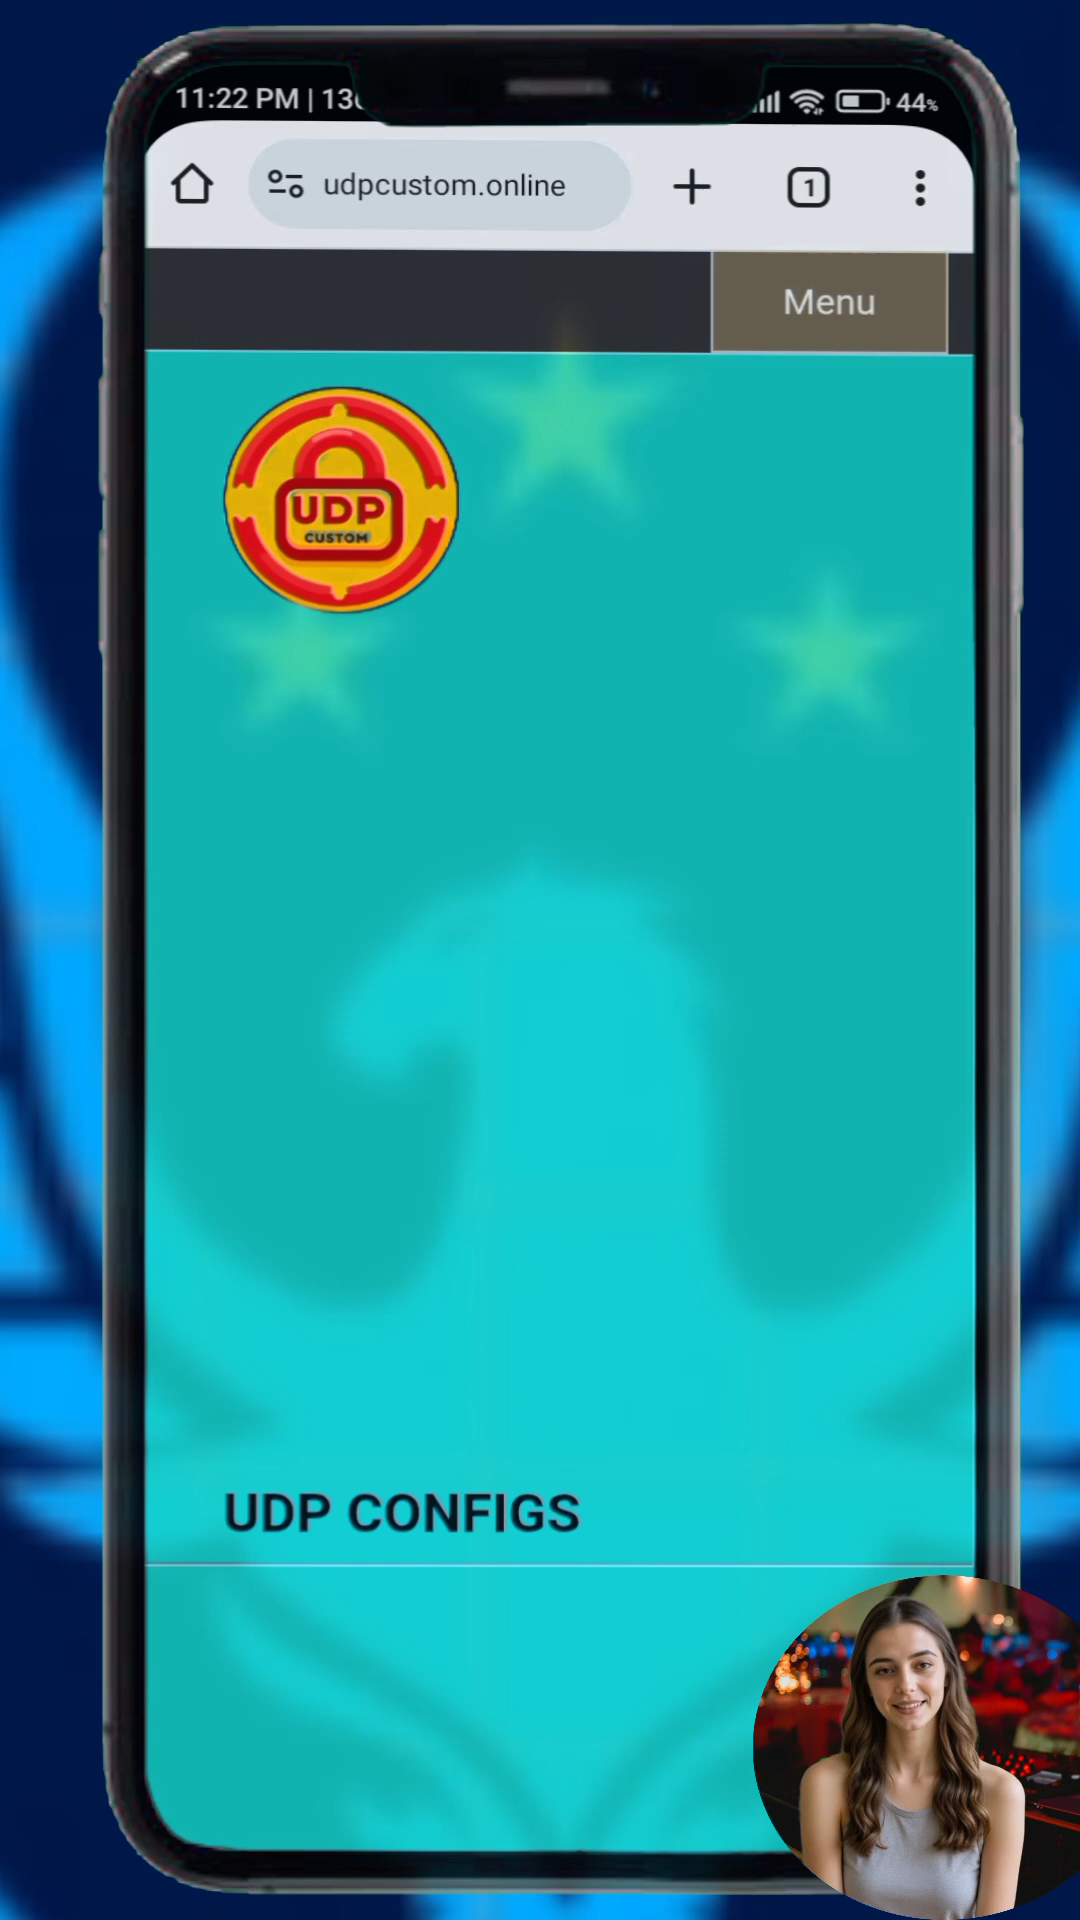 11:22 PM | 13
44%
udpcustom.online
1
Menu
UDP
CUSTOM
UDP CONFIGS